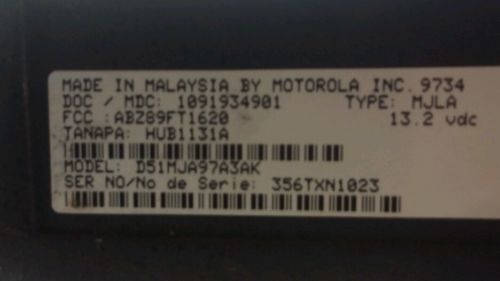 MADE IN MALAYSIA BY MOTOROLA INC. 9734
DOC / MDC: 1091934901 TYPE: MJLA
FCC : ABZ89FT1620 13.2 vdc
TANAPA: HUB1131A
MODEL: D51MJA97A3AK
SER NO/No de Serie: 356TXN1023